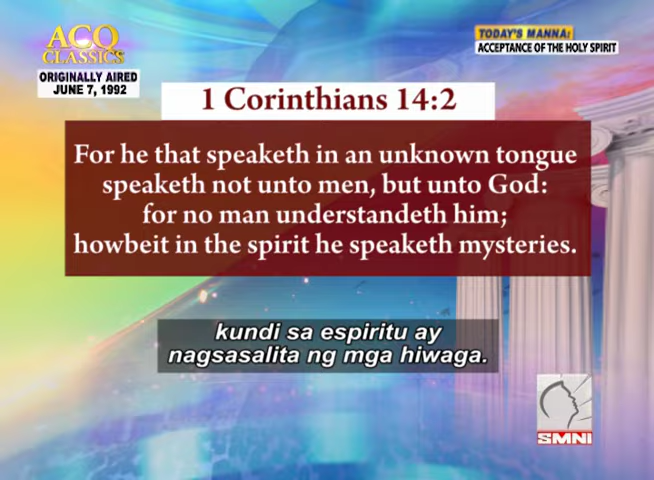 ACQ
CLASSICS
ORIGINALLY AIRED
JUNE 7, 1992
TODAY'S MANNA:
ACCEPTANCE OF THE HOLY SPIRIT
1 Corinthians 14:2
For he that speaketh in an unknown tongue
speaketh not unto men, but unto God:
for no man understandeth him;
howbeit in the spirit he speaketh mysteries.
kundi sa espiritu ay
nagsasalita ng mga hiwaga.
SMNI